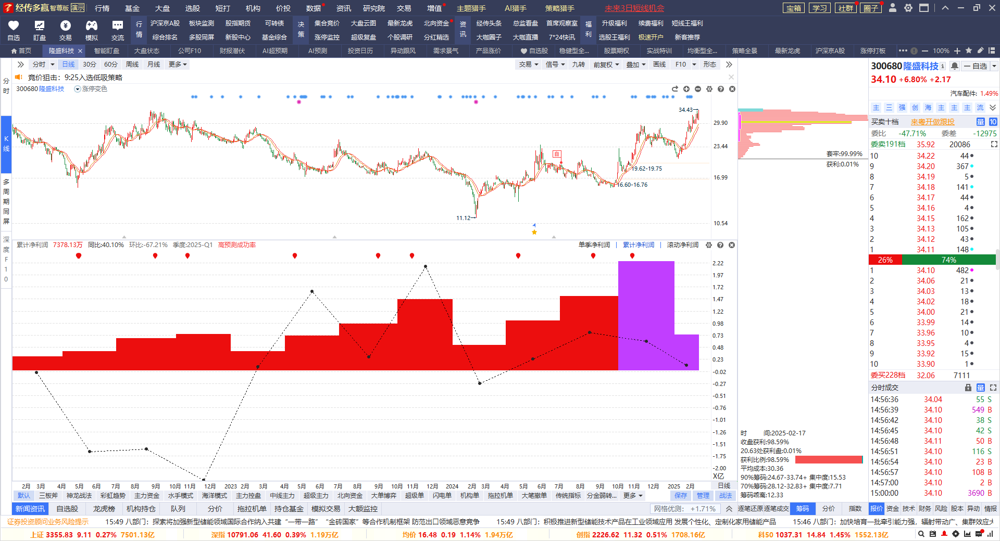 经传多赢 智尊版 演示 行情 基金 大盘 选股 短打 机构 价投 数据 资讯 研究院 交易 增值 主题猎手 AI猎手 策略猎手 未来3日短线机会 宝箱 学习 社群 圈子
自选 盯盘 交易 模拟 交流
行情 沪深京A股 板块监测 股指期货 可转债 决策 集合竞价 大盘云图 最新龙虎 北向资金 资讯 经传头条 总监看盘 首席观察室 福利 升级福利 续费福利 短线王福利
综合排名 多股同屏 新股中心 基金综合 涨停监控 超级复盘 个股调研 分红精选 大咖圈子 大咖直播 7*24快讯 选股王福利 极速开户 新客推荐
首页 隆盛科技 智能盯盘 大盘状态 公司F10 财报潜伏 AI超预期 AI预测 投资日历 异动跟风 需求景气 产品涨价 自选股 稳健型全... 股票期权 实战特训 均衡型全... 策略全景 最新龙虎 沪深京A股 涨停打板 100%
分时 日线 30分 60分 周线 月线 更多 交易 信号 九转 前复权 叠加 画线 F10 形态
竞价狙击：9:25入选低吸策略
300680 隆盛科技 涨停变色
分时
K线
多周期同屏
深度F10
34.43
29.90
23.44
自
19.62-19.75
16.99
16.60-16.76
11.12
10.54
套牢:99.99%
获利:0.01%
累计净利润 7378.13万 同比:40.10% 环比:-67.21% 季度:2025-Q1 高预测成功率 单季净利润 | 累计净利润 | 滚动净利润
2.22
1.97
1.72
1.47
1.22
0.98
0.73
0.48
0.23
-0.02
-0.27
-0.51
-0.76
-1.01
-1.26
-1.51
-1.75
-2.00
X亿
2月 3月 4月 5月 6月 7月 8月 9月 10月 11月 12月 2023 2月 3月 4月 5月 6月 7月 8月 9月 10月 11月 12月 2024 2月 3月 4月 5月 6月 7月 8月 9月 10月 11月 12月 2025 2月 日线
默认 三板斧 神龙战法 彩虹趋势 主力资金 水手模式 海洋模式 主力控盘 中线主力 超级主力 北向资金 大单博弈 超级单 闪电单 机构单 拖拉机单 大笔撤单 传统指标 分金弱转... 更多 保存 管理 战法
新闻资讯 自选股 龙虎榜 机构持仓 队列 分价 拖拉机单 持仓基金 模拟交易 大额监控 网格优测: +1.71%
时 间:2025-02-17
收盘获利:98.59%
20.63处获利盘:0.01%
获利比例:98.59%
平均成本:30.36
90%筹码:24.67-33.74+ 集中度:15.53
70%筹码:28.12-32.83+ 集中度:7.71
筹码乖离:12.33
逐笔还原 逐笔成交 筹码 分价 指数
300680 隆盛科技 自选
34.10 +6.80% +2.17
汽车配件: 1.49%
主 三 强 创 海 主 主 主 流
买卖十档 来粤开做跟投 量 10
委比 -47.71% 委差 -12975
委卖191档 35.92 20086
10 34.22 44
9 34.20 367
8 34.19 5
7 34.18 141
6 34.17 44
5 34.16 4
4 34.15 162
3 34.13 105
2 34.12 43
1 34.11 148
26% 74%
1 34.10 482
2 34.06 21
3 34.03 13
4 34.02 18
5 34.00 21
6 33.99 14
7 33.96 10
8 33.95 4
9 33.92 15
10 33.90 1
委买228档 32.06 7111
分时成交 量
14:56:36 34.04 55 S
14:56:39 34.10 549 B
14:56:42 34.10 38 S
14:56:45 34.10 42 S
14:56:48 34.11 50 B
14:56:51 34.10 116 S
14:56:54 34.10 23 B
14:56:57 34.10 108 B
14:57:00 34.10 2 B
15:00:00 34.10 3690 B
报价 资金 技术 财务 风险 股本 异动 情报
证券投资顾问业务风险提示 15:49 八部门：探索将加强新型储能领域国际合作纳入共建“一带一路”“金砖国家”等合作机制框架 防范出口领域恶意竞争 15:49 八部门：积极推进新型储能技术产品在工业领域应用 发展个性化、定制化家用储能产品 15:46 八部门：加快培育一批牵引能力强，辐射带动广、集群效应大
上证 3355.83 9.11 0.27% 7501.13亿 深指 10791.06 41.60 0.39% 1.19万亿 均价 16.48 0.19 1.14% 1.94万亿 创指 2226.62 11.32 0.51% 1708.16亿 科50 1037.31 14.84 1.45% 1552.13亿